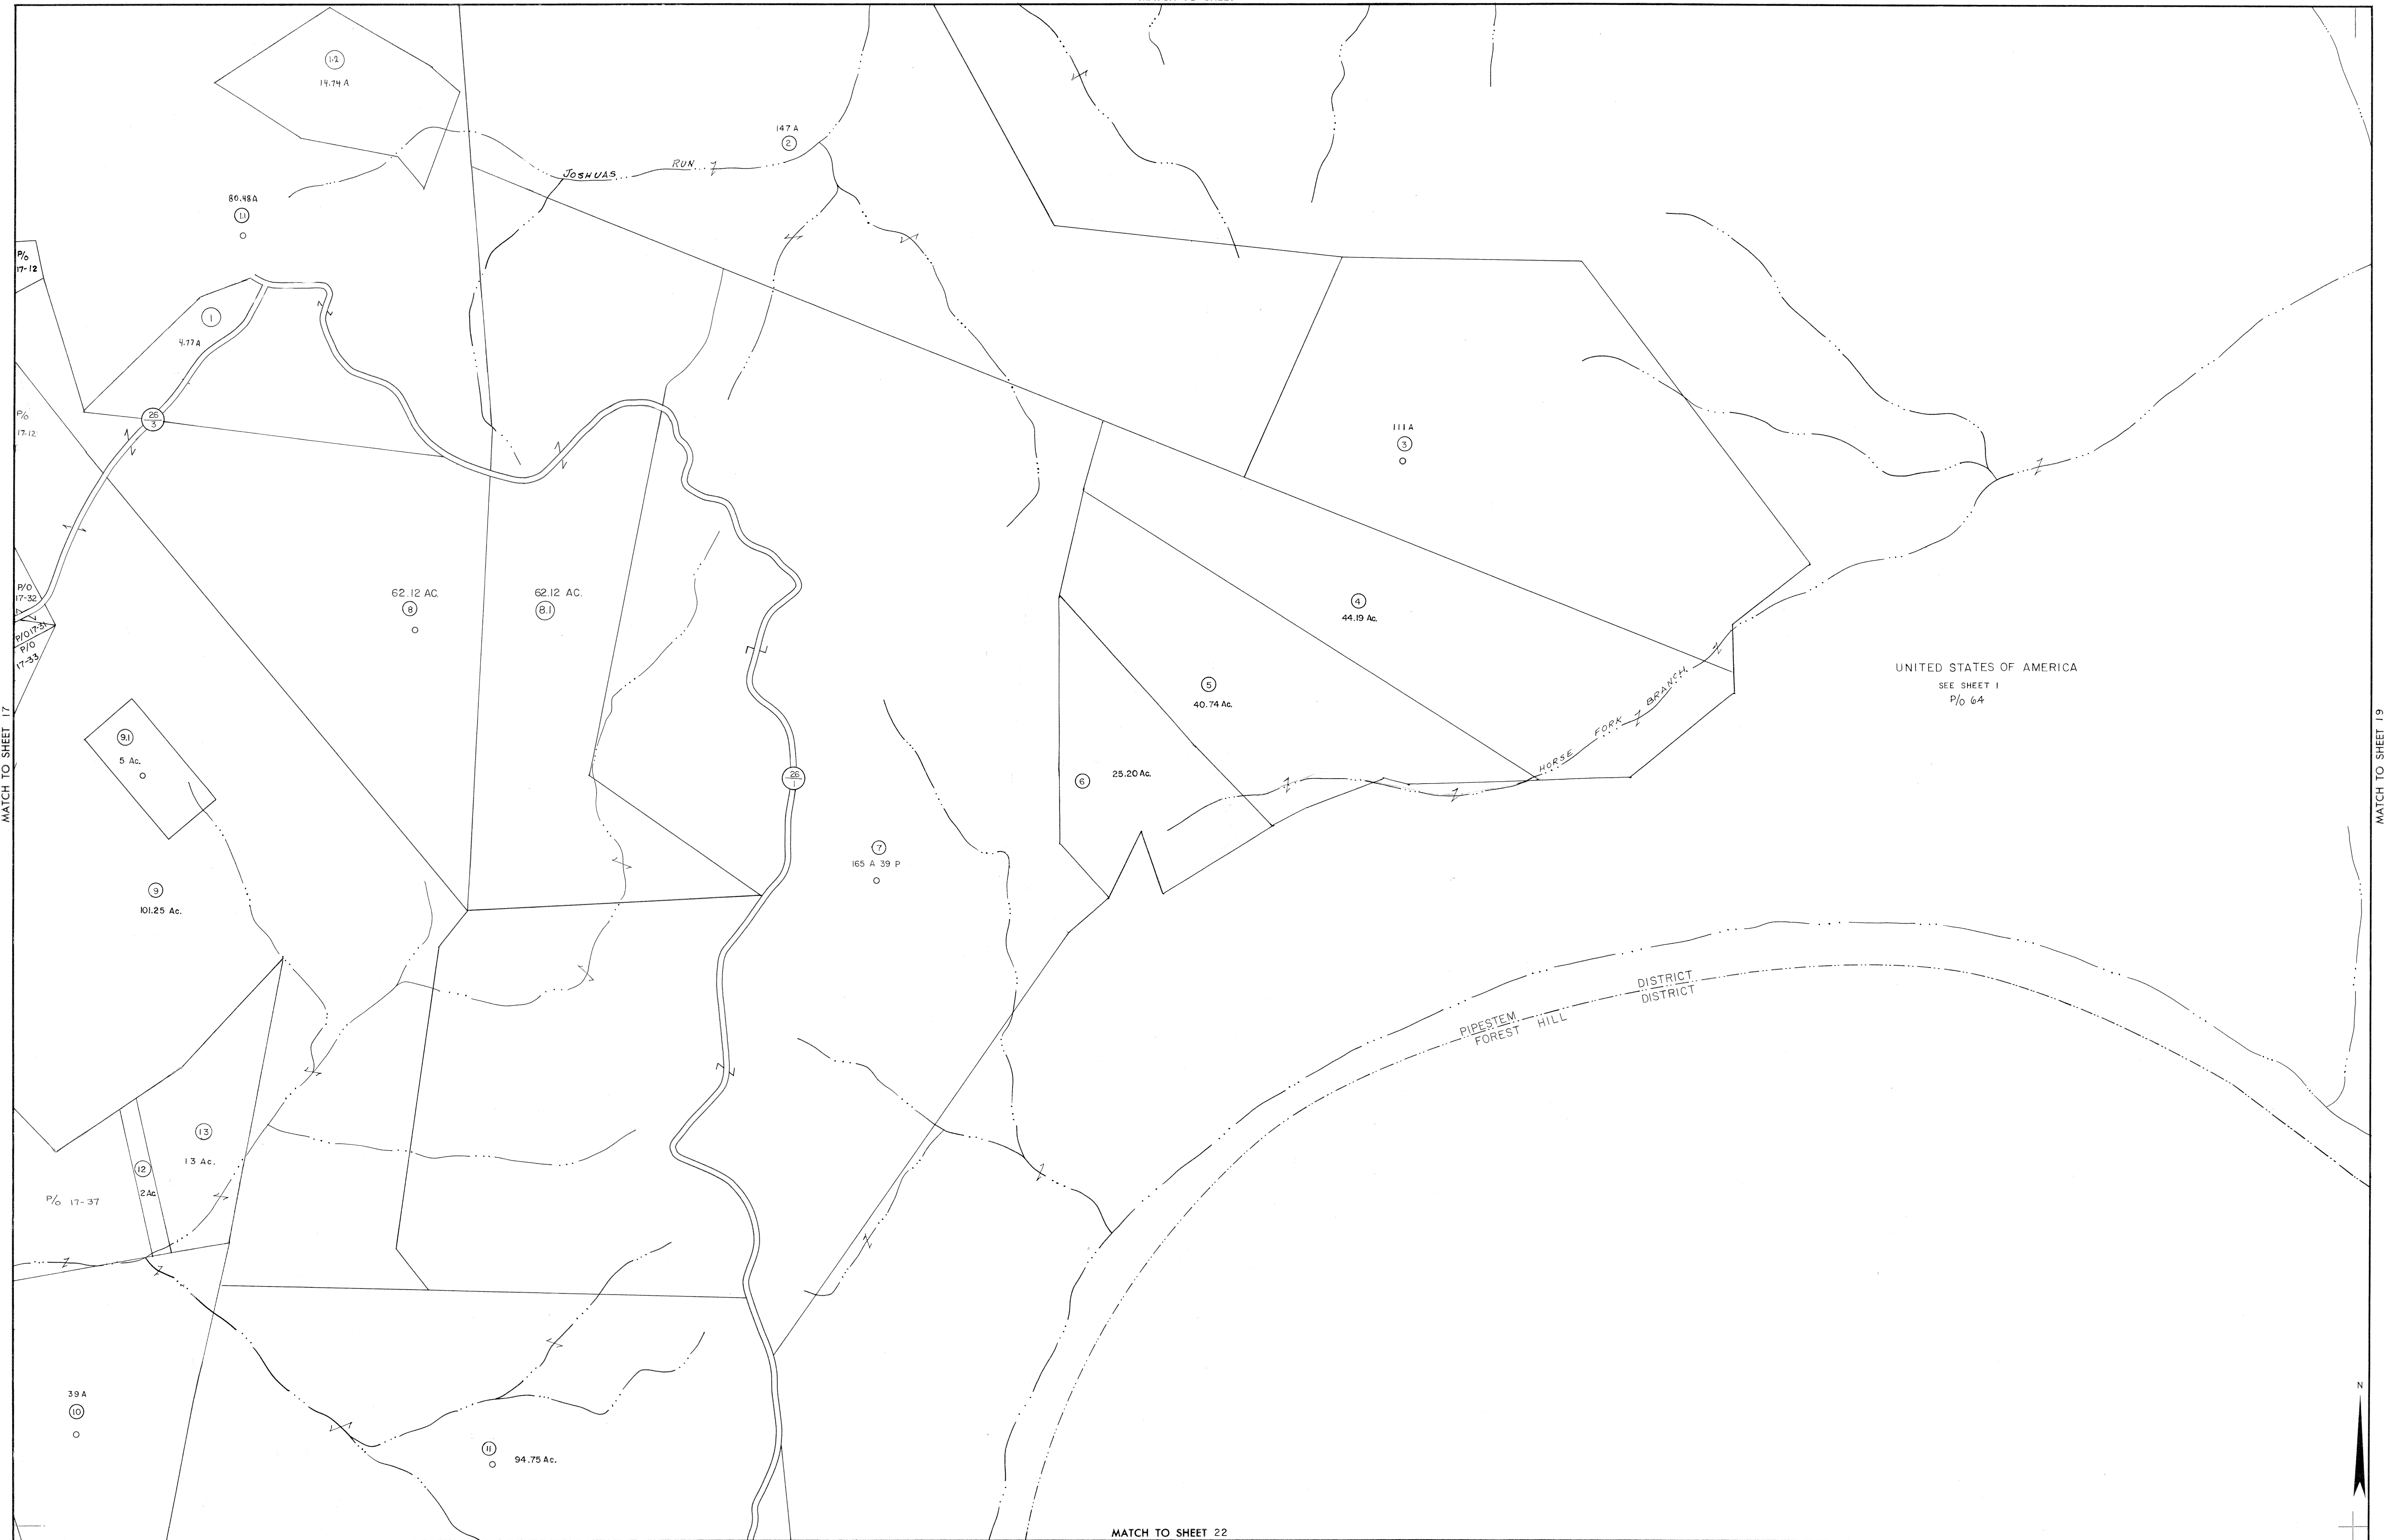 1.2
14.74 A
147 A
2
JOSHUAS RUN
80.48 A
1.1
P/o
17-12
1
4.77 A
P/o
17-12
26
3
111 A
3
P/O
17-32
P/O 17-31
P/O
17-33
62.12 AC.
8
62.12 AC.
8.1
4
44.19 Ac.
5
40.74 Ac.
HORSE FORK BRANCH
UNITED STATES OF AMERICA
SEE SHEET 1
P/o 64
MATCH TO SHEET 17
MATCH TO SHEET 19
9.1
5 Ac.
26
1
6
25.20 Ac.
7
165 A 39 P
9
101.25 Ac.
PIPESTEM DISTRICT
FOREST HILL DISTRICT
13
13 Ac.
12
2 Ac
P/o 17-37
39 A
10
11
94.75 Ac.
N
MATCH TO SHEET 22